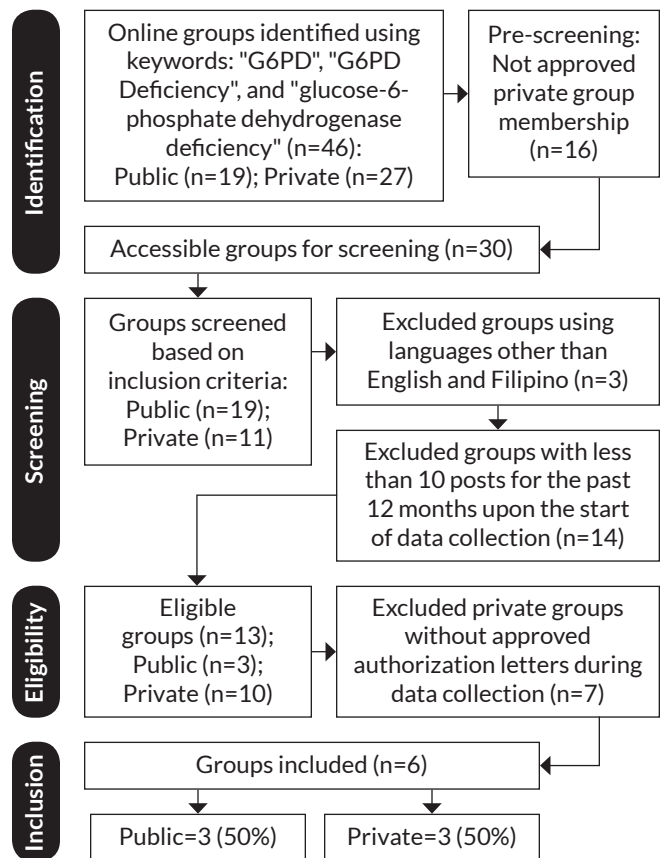 Identification
Online groups identified using
keywords: "G6PD", "G6PD
Deficiency", and "glucose-6-
phosphate dehydrogenase
deficiency" (n=46):
Public (n=19); Private (n=27)
Pre-screening:
Not approved
private group
membership
(n=16)
Accessible groups for screening (n=30)
Screening
Groups screened
based on
inclusion criteria:
Public (n=19);
Private (n=11)
Excluded groups using
languages other than
English and Filipino (n=3)
Excluded groups with less
than 10 posts for the past
12 months upon the start
of data collection (n=14)
Eligibility
Eligible
groups (n=13);
Public (n=3);
Private (n=10)
Excluded private groups
without approved
authorization letters during
data collection (n=7)
Inclusion
Groups included (n=6)
Public=3 (50%)
Private=3 (50%)